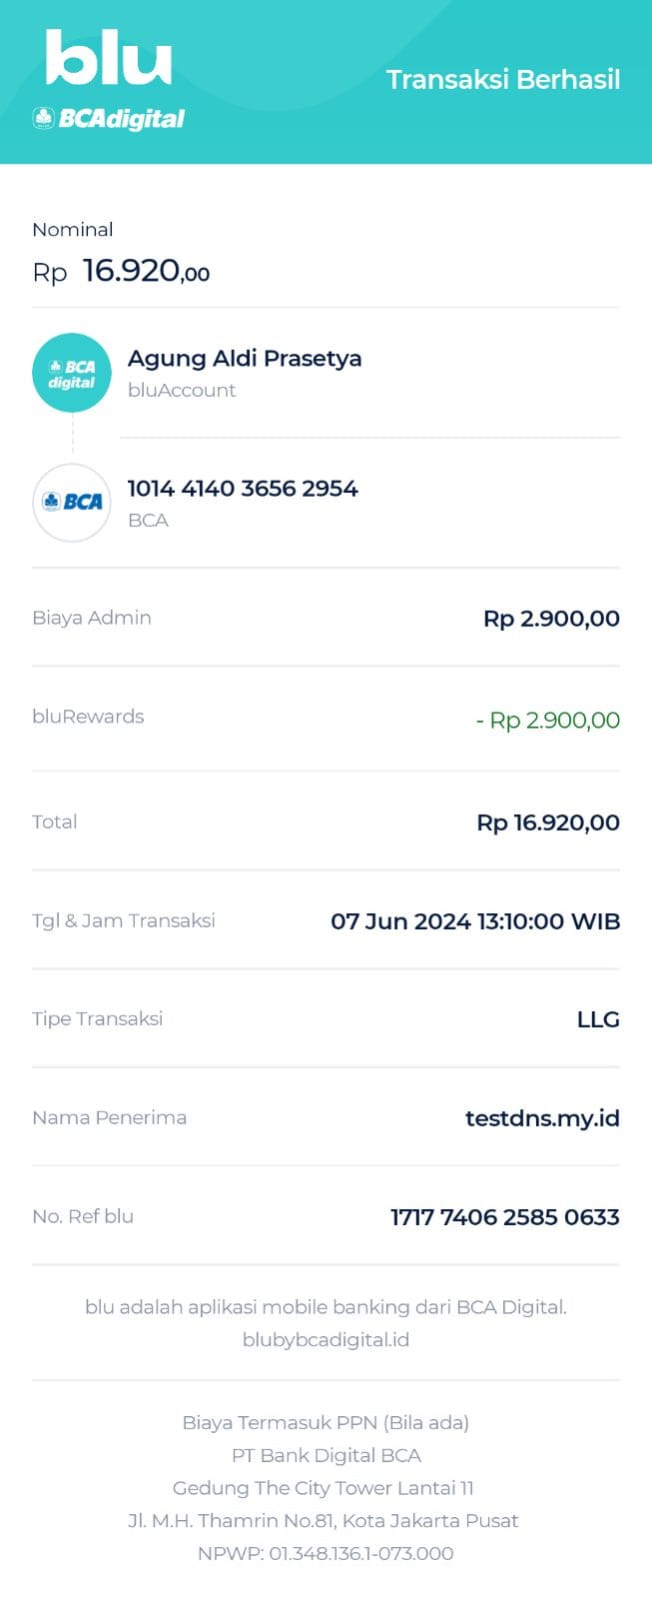 blu
BCAdigital
Transaksi Berhasil
Nominal
Rp 16.920,00
BCA
digital
Agung Aldi Prasetya
bluAccount
BCA
1014 4140 3656 2954
BCA
Biaya Admin Rp 2.900,00
bluRewards - Rp 2.900,00
Total Rp 16.920,00
Tgl & Jam Transaksi 07 Jun 2024 13:10:00 WIB
Tipe Transaksi LLG
Nama Penerima testdns.my.id
No. Ref blu 1717 7406 2585 0633
blu adalah aplikasi mobile banking dari BCA Digital.
blubybcadigital.id
Biaya Termasuk PPN (Bila ada)
PT Bank Digital BCA
Gedung The City Tower Lantai 11
Jl. M.H. Thamrin No.81, Kota Jakarta Pusat
NPWP: 01.348.136.1-073.000